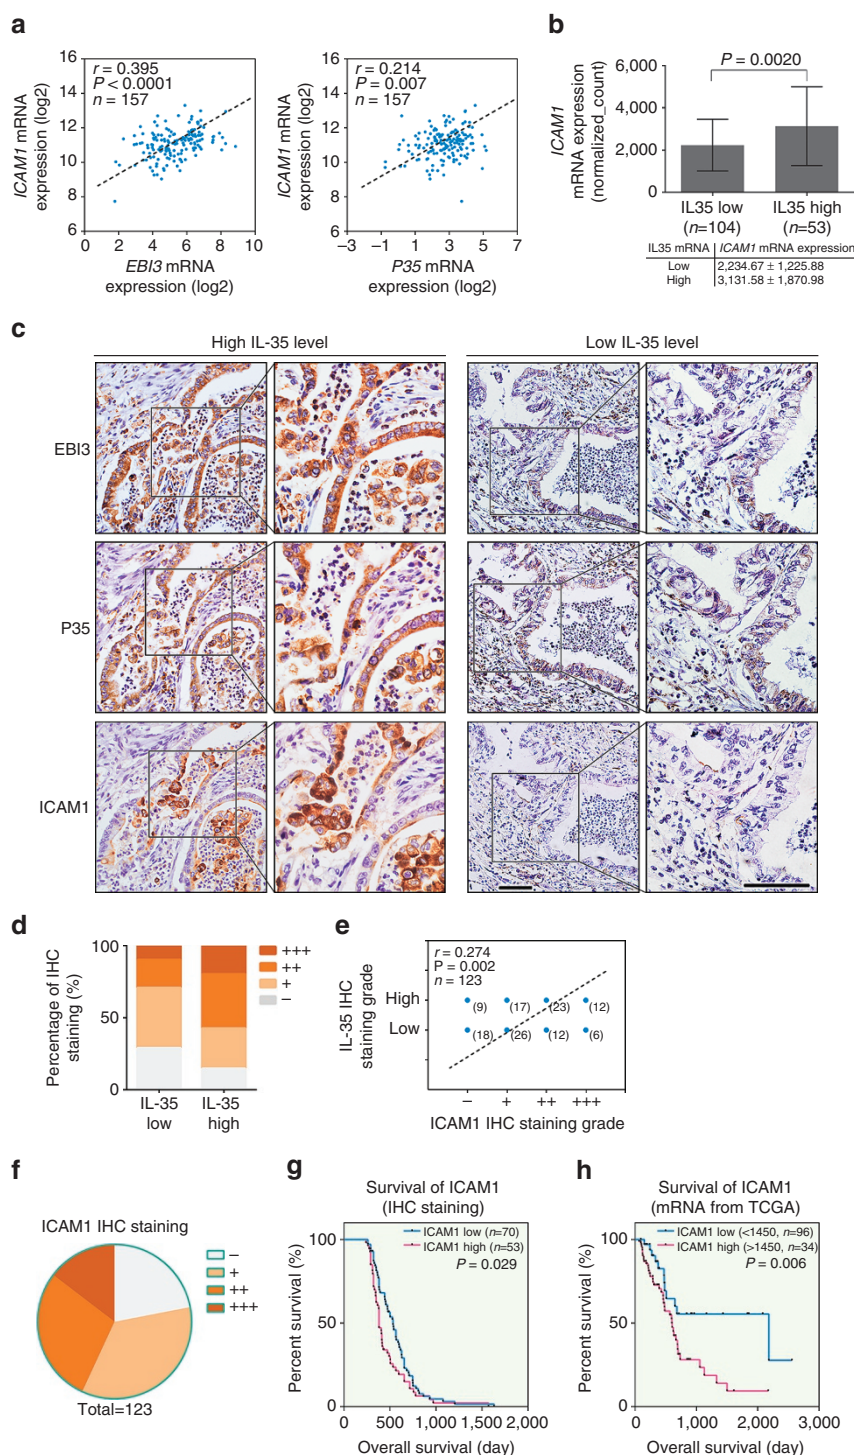 a
16
14
12
10
8
6
r = 0.395
P < 0.0001
n = 157
ICAM1 mRNA
expression (log2)
0 2 4 6 8 10
EBI3 mRNA
expression (log2)
16
14
12
10
8
6
r = 0.214
P = 0.007
n = 157
ICAM1 mRNA
expression (log2)
−3 −1 1 3 5 7
P35 mRNA
expression (log2)
b
P = 0.0020
6,000
4,000
2,000
0
ICAM1
mRNA expression
(normalized_count)
IL35 low
(n=104)
IL35 high
(n=53)
IL35 mRNA ICAM1 mRNA expression
Low 2,234.67 ± 1,225.88
High 3,131.58 ± 1,870.98
c
High IL-35 level
Low IL-35 level
EBI3
P35
ICAM1
d
100
50
0
Percentage of IHC
staining (%)
+++
++
+
−
IL-35
low
IL-35
high
e
r = 0.274
P = 0.002
n = 123
IL-35 IHC
staining grade
High
Low
(9) (17) (23) (12)
(18) (26) (12) (6)
− + ++ +++
ICAM1 IHC staining grade
f
ICAM1 IHC staining
−
+
++
+++
Total=123
g
Survival of ICAM1
(IHC staining)
ICAM1 low (n=70)
ICAM1 high (n=53)
P = 0.029
100
50
0
Percent survival (%)
0 500 1,000 1,500 2,000
Overall survival (day)
h
Survival of ICAM1
(mRNA from TCGA)
ICAM1 low (<1450, n=96)
ICAM1 high (>1450, n=34)
P = 0.006
100
50
0
Percent survival (%)
0 1,000 2,000 3,000
Overall survival (day)